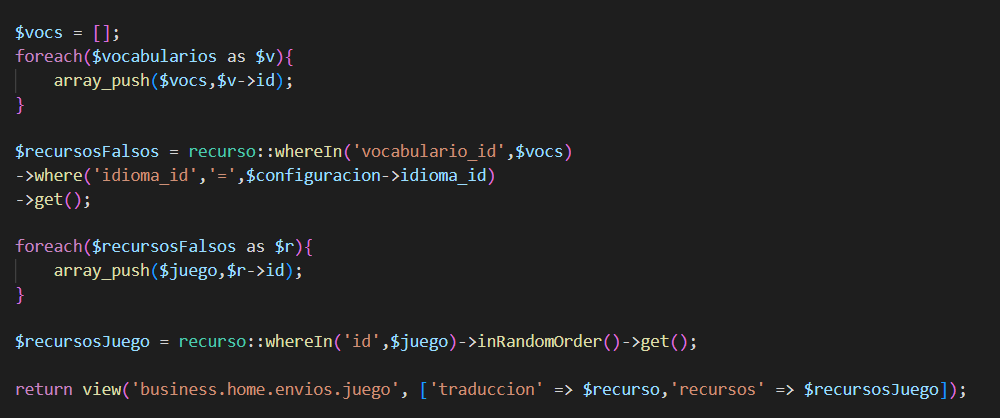 $vocs = [];
foreach($vocabularios as $v){
    array_push($vocs,$v->id);
}
$recursosFalsos = recurso::whereIn('vocabulario_id',$vocs)
->where('idioma_id','=',$configuracion->idioma_id)
->get();
foreach($recursosFalsos as $r){
    array_push($juego,$r->id);
}
$recursosJuego = recurso::whereIn('id',$juego)->inRandomOrder()->get();
return view('business.home.envios.juego', ['traduccion' => $recurso,'recursos' => $recursosJuego]);